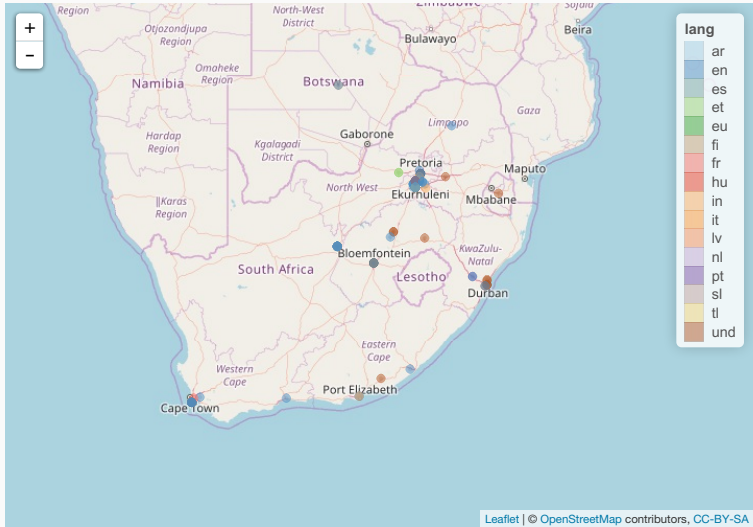 +
−
Region
North-West
District
Zimbabwe
Sofala
Otjozondjupa
Region
Bulawayo
Beira
Omaheke
Region
Namibia
Botswana
Gaza
Limpopo
Hardap
Region
Kgalagadi
District
Gaborone
Pretoria
Maputo
North West
Ekurhuleni
Mbabane
!Karas
Region
Bloemfontein
KwaZulu-
Natal
South Africa
Lesotho
Durban
Eastern
Cape
Western
Cape
Port Elizabeth
Cape Town
lang
ar
en
es
et
eu
fi
fr
hu
in
it
lv
nl
pt
sl
tl
und
Leaflet | © OpenStreetMap contributors, CC-BY-SA